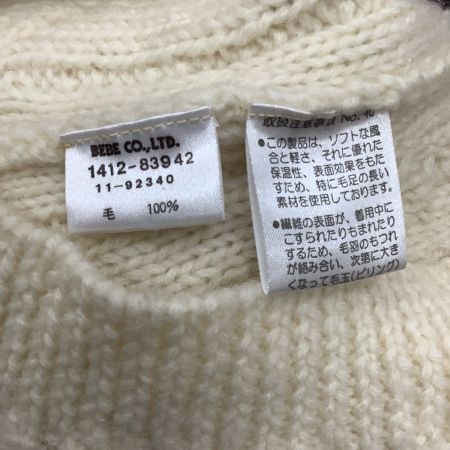 BEBE CO.,LTD.
1412-83942
11-92340
毛 100%
取扱注意事項 No. 40
●この製品は、ソフトな風
合と軽さ、それに優れた
保温性、表面効果をもた
すため、特に毛足の長い
素材を使用しております。
●繊維の表面が、着用中に
こすられたりもまれたり
するため、毛羽のもつれ
が絡み合い、次第に大き
くなって毛玉(ピリング)